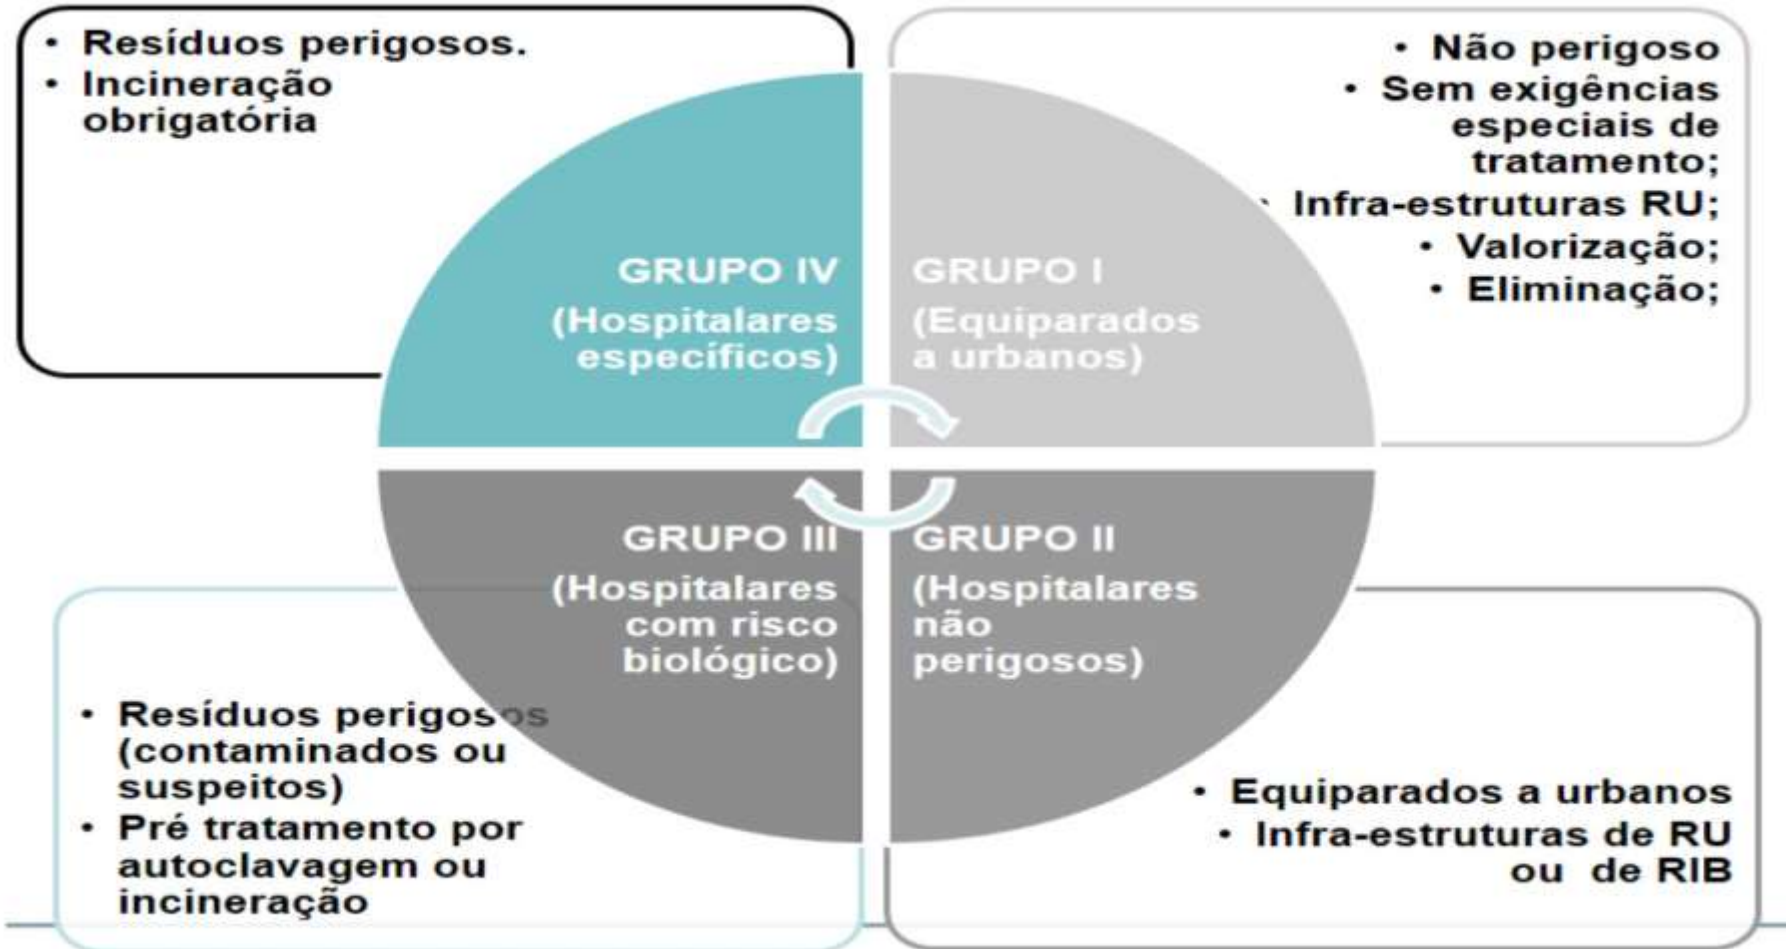 • Resíduos perigosos.
• Incineração
obrigatória
• Não perigoso
• Sem exigências
especiais de
tratamento;
• Infra-estruturas RU;
• Valorização;
• Eliminação;
GRUPO IV
(Hospitalares
específicos)
GRUPO I
(Equiparados
a urbanos)
GRUPO III
(Hospitalares
com risco
biológico)
GRUPO II
(Hospitalares
não
perigosos)
• Resíduos perigosos
(contaminados ou
suspeitos)
• Pré tratamento por
autoclavagem ou
incineração
• Equiparados a urbanos
• Infra-estruturas de RU
ou de RIB